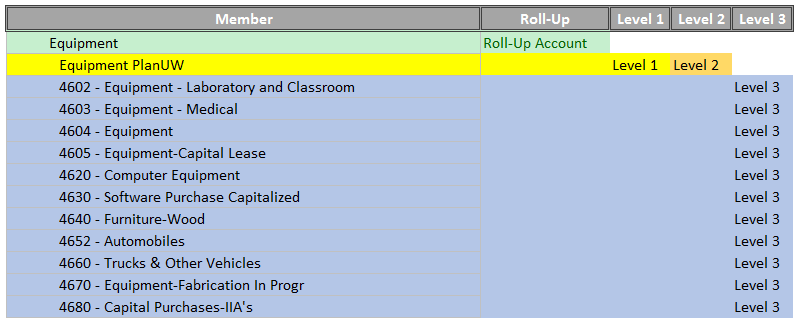 Member Roll-Up Level 1 Level 2 Level 3
Equipment Roll-Up Account
Equipment PlanUW Level 1 Level 2
4602 - Equipment - Laboratory and Classroom Level 3
4603 - Equipment - Medical Level 3
4604 - Equipment Level 3
4605 - Equipment-Capital Lease Level 3
4620 - Computer Equipment Level 3
4630 - Software Purchase Capitalized Level 3
4640 - Furniture-Wood Level 3
4652 - Automobiles Level 3
4660 - Trucks & Other Vehicles Level 3
4670 - Equipment-Fabrication In Progr Level 3
4680 - Capital Purchases-IIA's Level 3